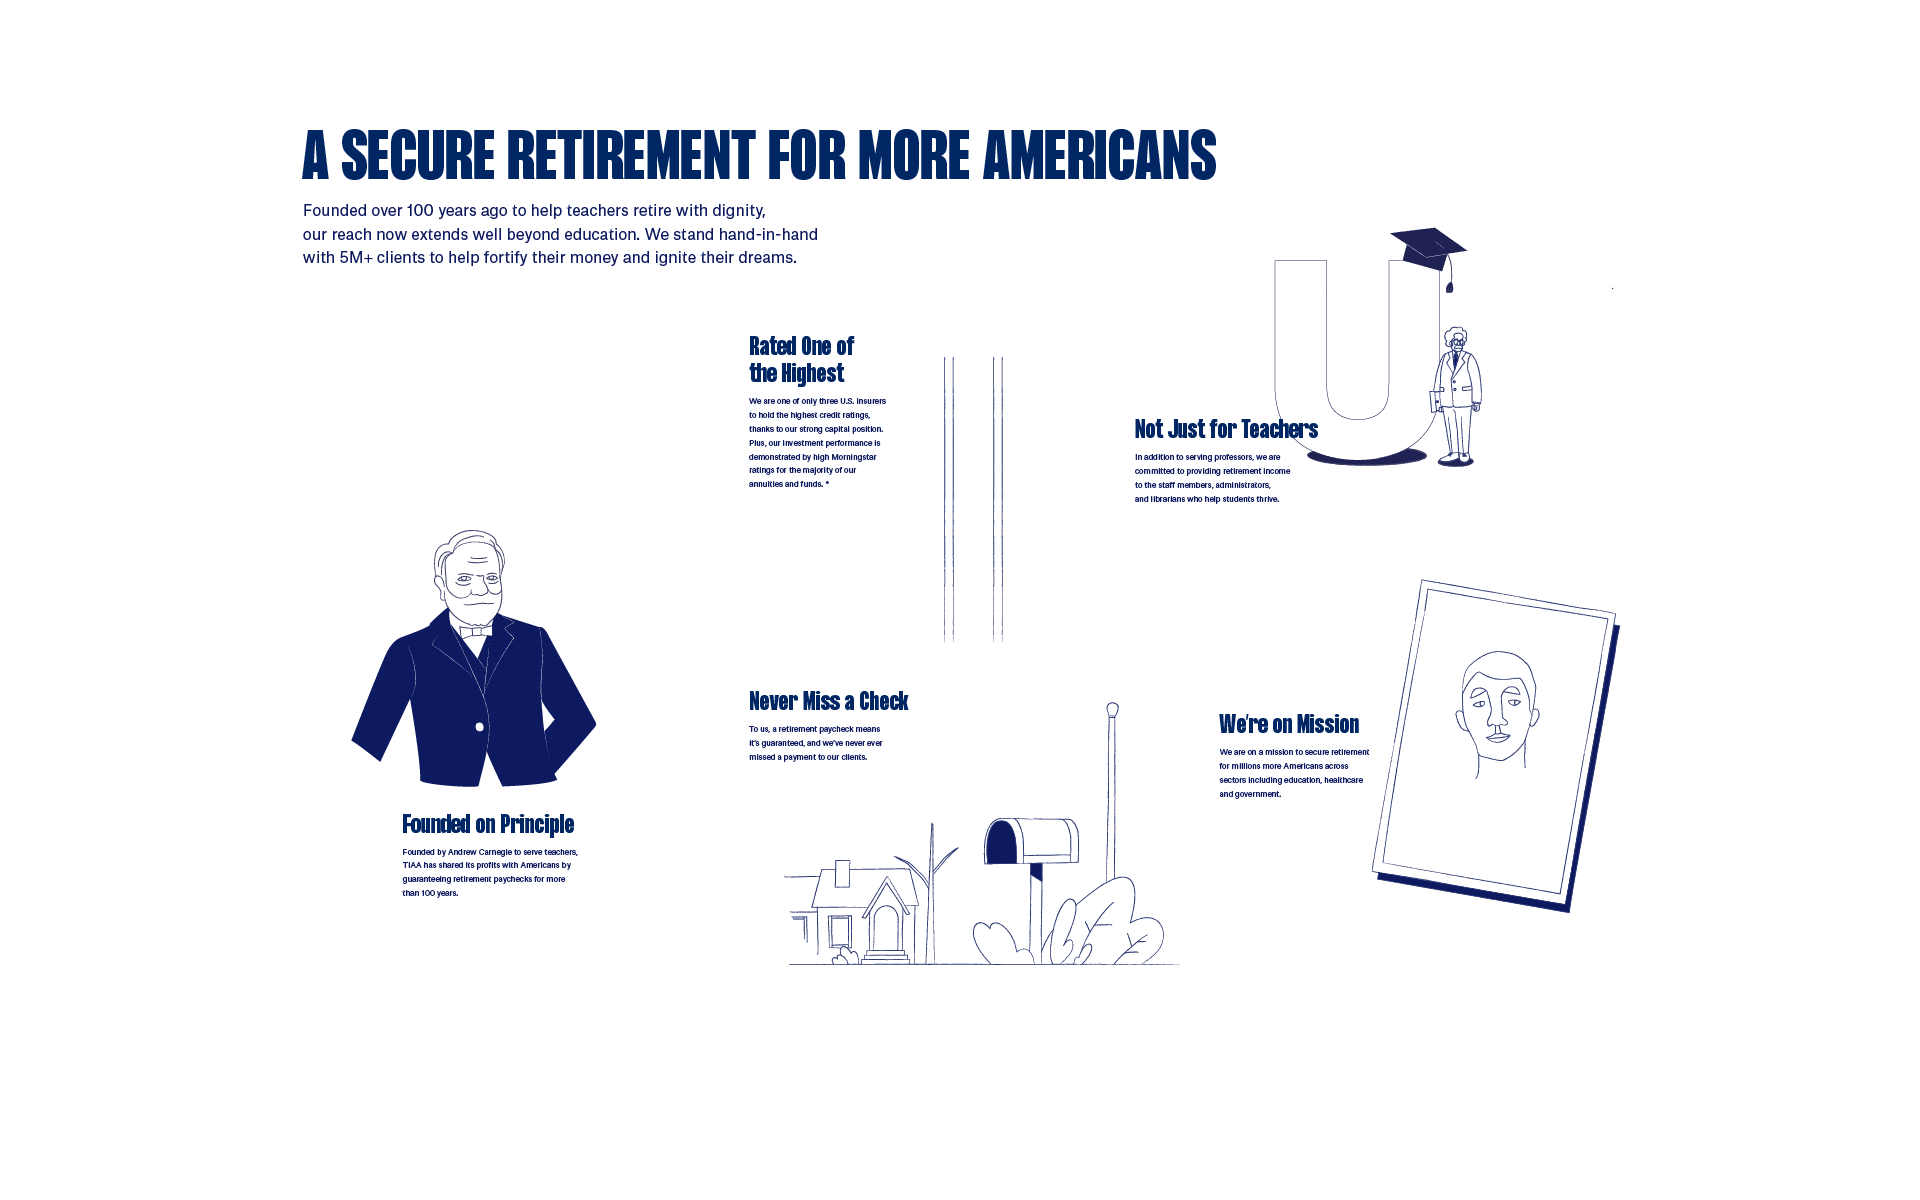 A SECURE RETIREMENT FOR MORE AMERICANS
Founded over 100 years ago to help teachers retire with dignity,
our reach now extends well beyond education. We stand hand-in-hand
with 5M+ clients to help fortify their money and ignite their dreams.
Rated One of
the Highest
We are one of only three U.S. insurers
to hold the highest credit ratings,
thanks to our strong capital position.
Plus, our investment performance is
demonstrated by high Morningstar
ratings for the majority of our
annuities and funds. *
U
Not Just for Teachers
In addition to serving professors, we are
committed to providing retirement income
to the staff members, administrators,
and librarians who help students thrive.
Founded on Principle
Founded by Andrew Carnegie to serve teachers,
TIAA has shared its profits with Americans by
guaranteeing retirement paychecks for more
than 100 years.
Never Miss a Check
To us, a retirement paycheck means
it's guaranteed, and we've never ever
missed a payment to our clients.
We're on Mission
We are on a mission to secure retirement
for millions more Americans across
sectors including education, healthcare
and government.